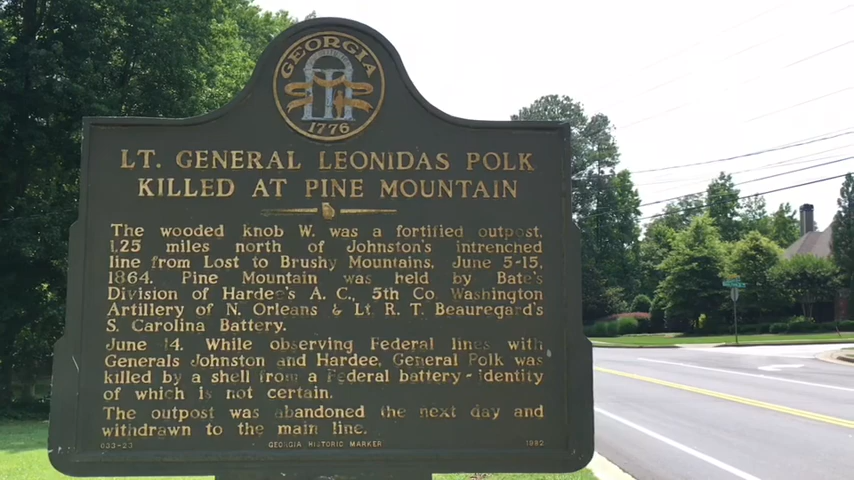 GEORGIA
1776
LT. GENERAL LEONIDAS POLK
KILLED AT PINE MOUNTAIN
The wooded knob W. was a fortified outpost,
1.25 miles north of Johnston's intrenched
line from Lost to Brushy Mountains, June 5-15,
1864. Pine Mountain was held by Bate's
Division of Hardee's A. C., 5th Co Washington
Artillery of N. Orleans & Lt R. T. Beauregard's
S. Carolina Battery.
June 14. While observing Federal lines with
Generals Johnston and Hardee, General Polk was
killed by a shell from a Federal battery - identity
of which is not certain.
The outpost was abandoned the next day and
withdrawn to the main line.
033-23 GEORGIA HISTORIC MARKER 1982